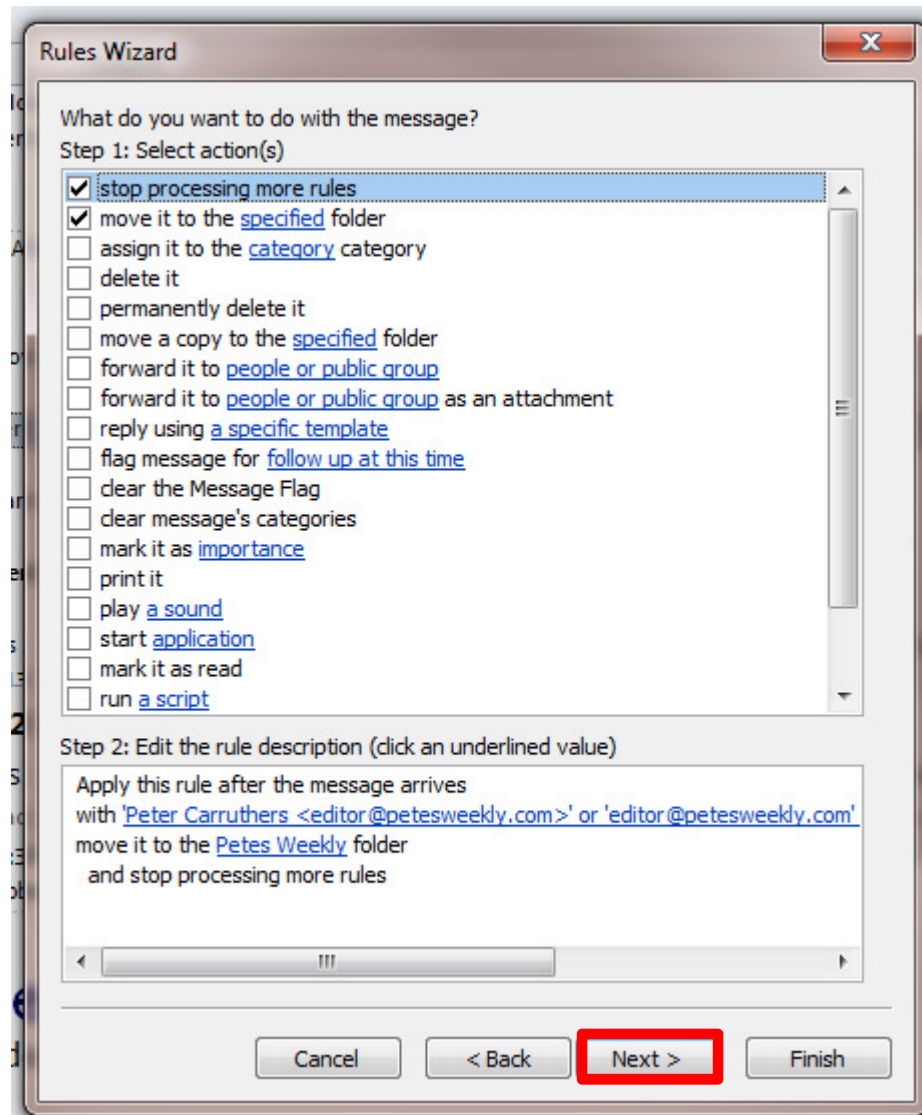 Rules Wizard
What do you want to do with the message?
Step 1: Select action(s)
stop processing more rules
move it to the specified folder
assign it to the category category
delete it
permanently delete it
move a copy to the specified folder
forward it to people or public group
forward it to people or public group as an attachment
reply using a specific template
flag message for follow up at this time
clear the Message Flag
clear message's categories
mark it as importance
print it
play a sound
start application
mark it as read
run a script
Step 2: Edit the rule description (click an underlined value)
Apply this rule after the message arrives
with 'Peter Carruthers <editor@petesweekly.com>' or 'editor@petesweekly.com'
move it to the Petes Weekly folder
and stop processing more rules
Cancel < Back Next > Finish